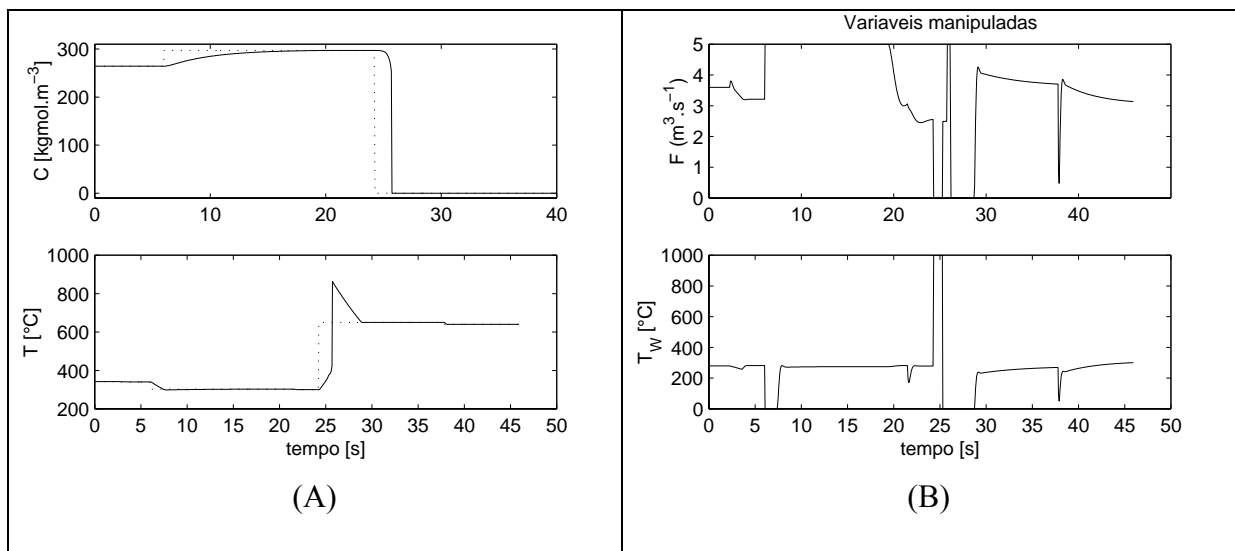 300
200
100
0
C [kgmol.m⁻³]
0 10 20 30 40
1000
800
600
400
200
T [°C]
0 5 10 15 20 25 30 35 40 45 50
tempo [s]
(A)
Variaveis manipuladas
5
4
3
2
1
0
F (m³.s⁻¹)
0 10 20 30 40 50
1000
800
600
400
200
0
T_W [°C]
0 5 10 15 20 25 30 35 40 45 50
tempo [s]
(B)